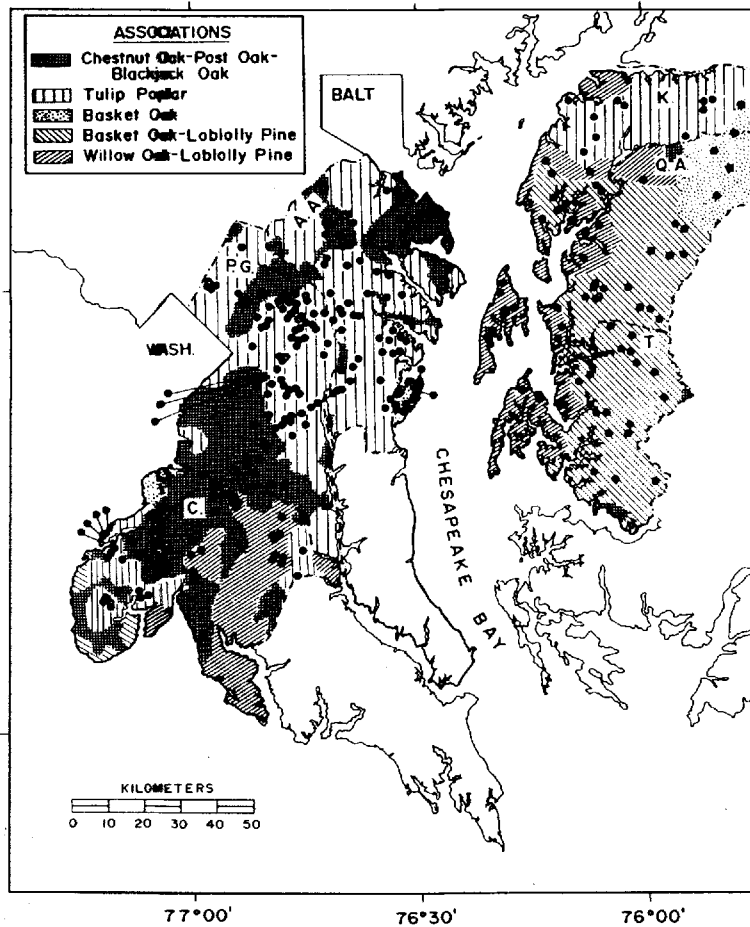 ASSOCIATIONS
Chestnut Oak-Post Oak-
Blackjack Oak
Tulip Poplar
Basket Oak
Basket Oak-Loblolly Pine
Willow Oak-Loblolly Pine
BALT
K.
Q.A.
A.A.
P.G.
WASH.
T.
C.
CHESAPEAKE BAY
KILOMETERS
0 10 20 30 40 50
77°00' 76°30' 76°00'